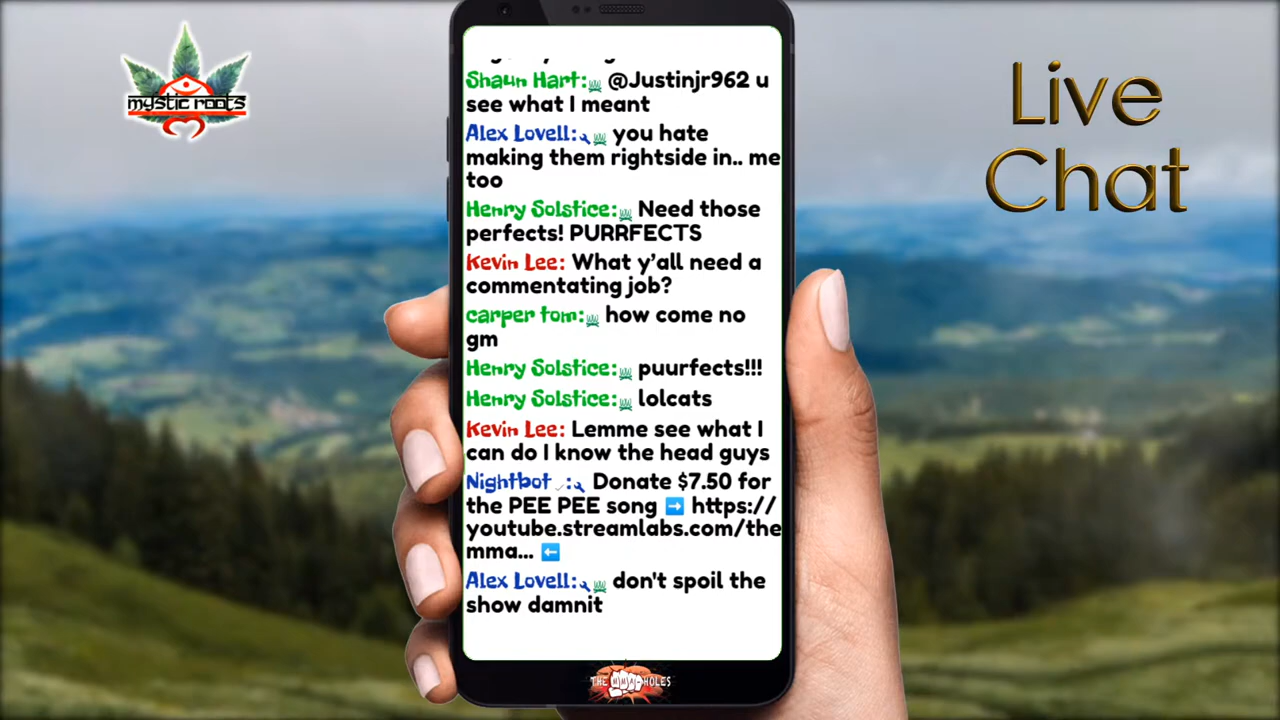 mystic roots
Live
Chat
Shaun Hart: @Justinjr962 u
see what I meant
Alex Lovell: you hate
making them rightside in.. me
too
Henry Solstice: Need those
perfects! PURRFECTS
Kevin Lee: What y’all need a
commentating job?
carper tom: how come no
gm
Henry Solstice: puurfects!!!
Henry Solstice: lolcats
Kevin Lee: Lemme see what I
can do I know the head guys
Nightbot : Donate $7.50 for
the PEE PEE song ➡️ https://
youtube.streamlabs.com/the
mma... ⬅️
Alex Lovell: don't spoil the
show damnit
THE MMA-HOLES